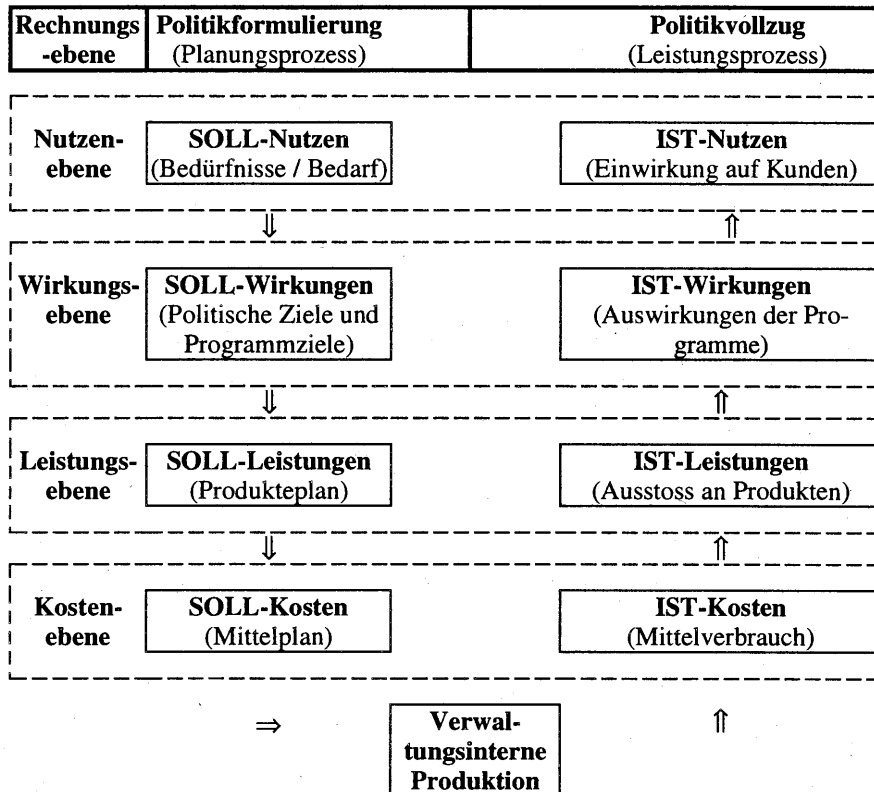 Rechnungs
-ebene
Politikformulierung
(Planungsprozess)
Politikvollzug
(Leistungsprozess)
Nutzen-
ebene
SOLL-Nutzen
(Bedürfnisse / Bedarf)
IST-Nutzen
(Einwirkung auf Kunden)
⇓
⇑
Wirkungs-
ebene
SOLL-Wirkungen
(Politische Ziele und
Programmziele)
IST-Wirkungen
(Auswirkungen der Pro-
gramme)
⇓
⇑
Leistungs-
ebene
SOLL-Leistungen
(Produkteplan)
IST-Leistungen
(Ausstoss an Produkten)
⇓
⇑
Kosten-
ebene
SOLL-Kosten
(Mittelplan)
IST-Kosten
(Mittelverbrauch)
⇒
Verwal-
tungsinterne
Produktion
⇑